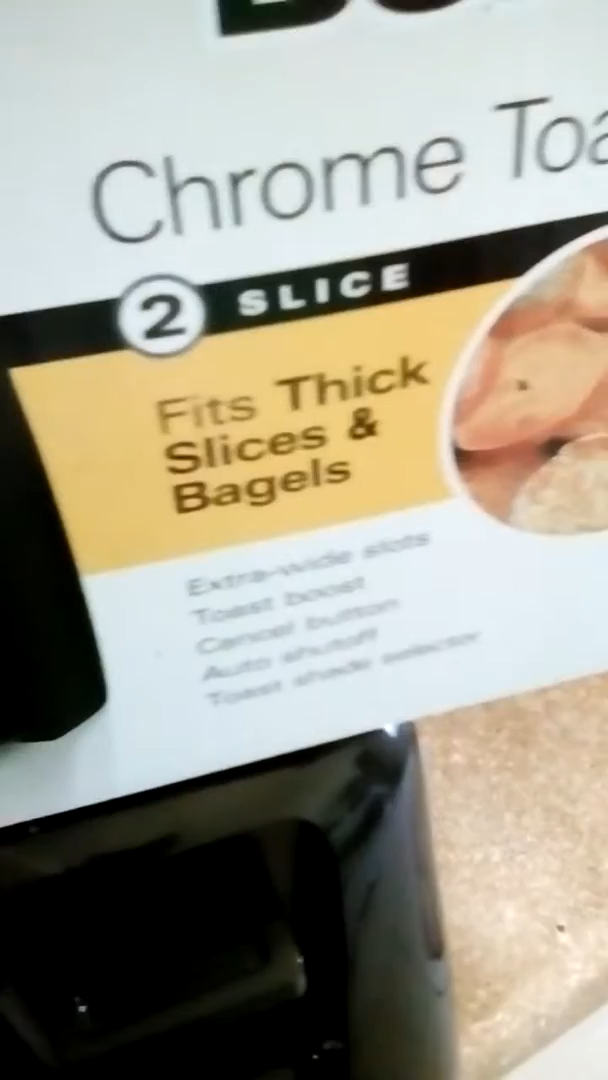 Chrome Toa
2 SLICE
Fits Thick
Slices &
Bagels
Extra-wide slots
Toast boost
Cancel button
Auto shutoff
Toast shade selector